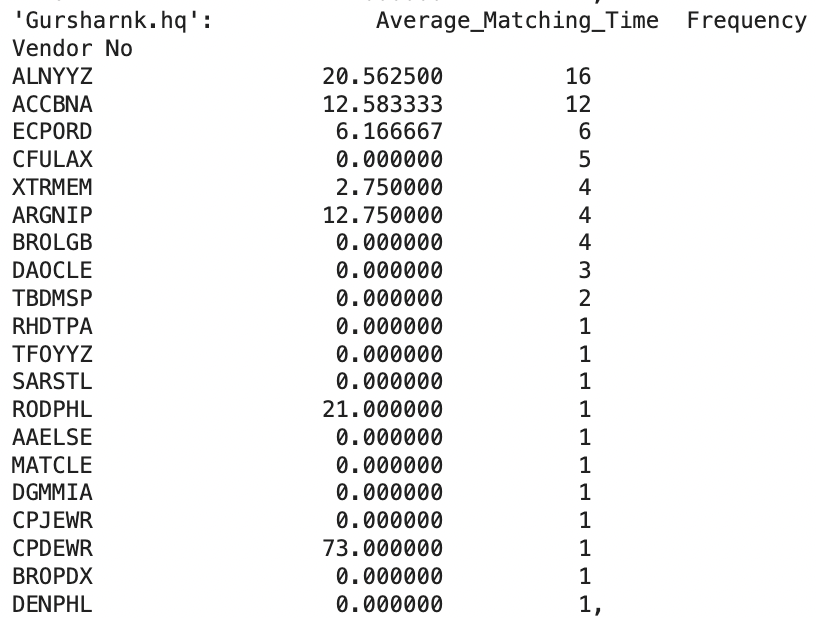 'Gursharnk.hq':            Average_Matching_Time  Frequency
Vendor No
ALNYYZ                 20.562500         16
ACCBNA                 12.583333         12
ECPORD                  6.166667          6
CFULAX                  0.000000          5
XTRMEM                  2.750000          4
ARGNIP                 12.750000          4
BROLGB                  0.000000          4
DAOCLE                  0.000000          3
TBDMSP                  0.000000          2
RHDTPA                  0.000000          1
TFOYYZ                  0.000000          1
SARSTL                  0.000000          1
RODPHL                 21.000000          1
AAELSE                  0.000000          1
MATCLE                  0.000000          1
DGMMIA                  0.000000          1
CPJEWR                  0.000000          1
CPDEWR                 73.000000          1
BROPDX                  0.000000          1
DENPHL                  0.000000          1,